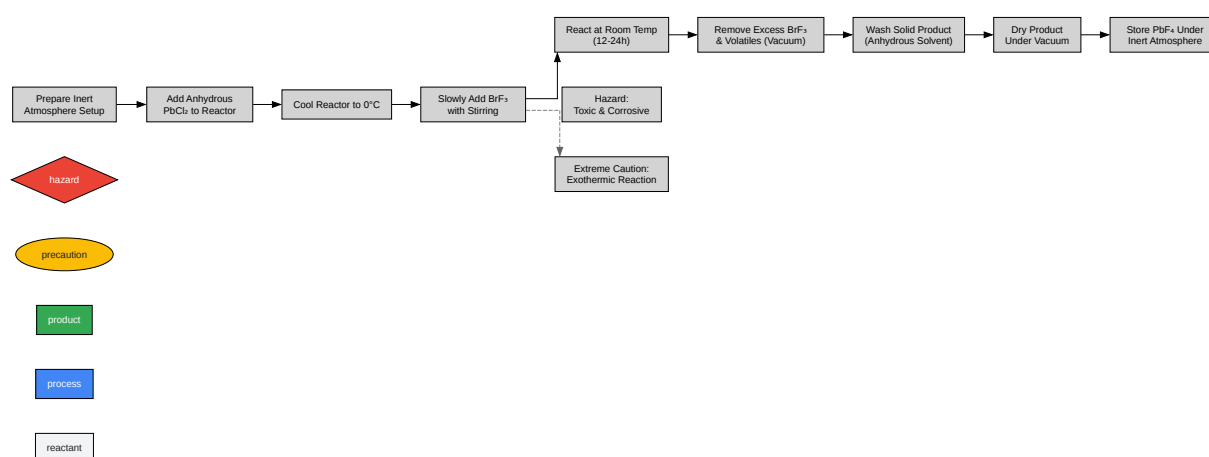 React at Room Temp
(12-24h)
Remove Excess BrF₃
& Volatiles (Vacuum)
Wash Solid Product
(Anhydrous Solvent)
Dry Product
Under Vacuum
Store PbF₄ Under
Inert Atmosphere
Prepare Inert
Atmosphere Setup
Add Anhydrous
PbCl₂ to Reactor
Cool Reactor to 0°C
Slowly Add BrF₃
with Stirring
Hazard:
Toxic & Corrosive
Extreme Caution:
Exothermic Reaction
hazard
precaution
product
process
reactant